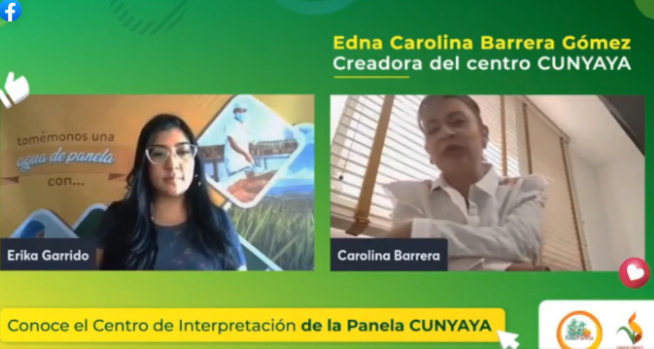 Edna Carolina Barrera Gómez
Creadora del centro CUNYAYA
tomémonos una
agua de panela
con...
Erika Garrido
Carolina Barrera
Conoce el Centro de Interpretación de la Panela CUNYAYA